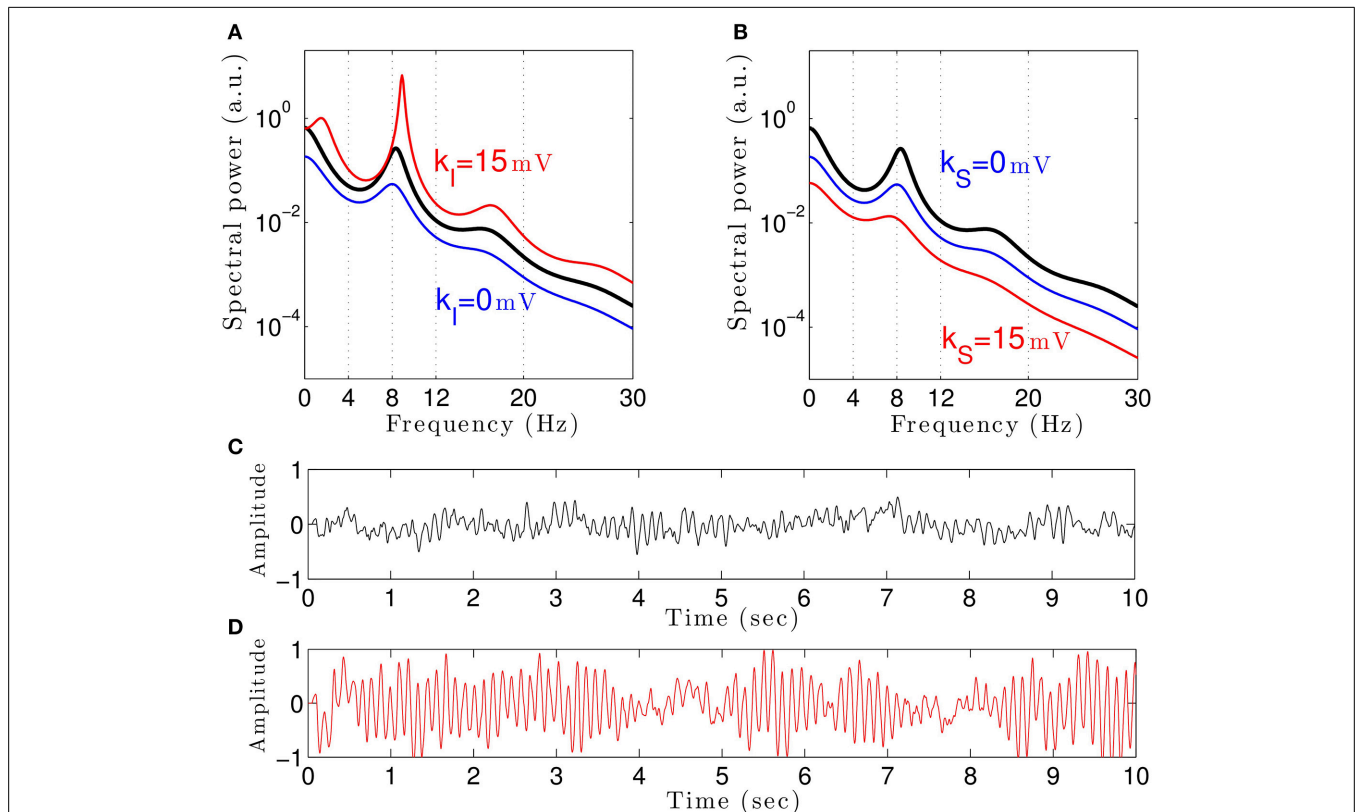 A
B
Spectral power (a.u.)
10^0
10^-2
10^-4
k_I=15 mV
k_I=0 mV
0 4 8 12 20 30
Frequency (Hz)
Spectral power (a.u.)
10^0
10^-2
10^-4
k_S=0 mV
k_S=15 mV
0 4 8 12 20 30
Frequency (Hz)
C
Amplitude
1
0
−1
0 1 2 3 4 5 6 7 8 9 10
Time (sec)
D
Amplitude
1
0
−1
0 1 2 3 4 5 6 7 8 9 10
Time (sec)